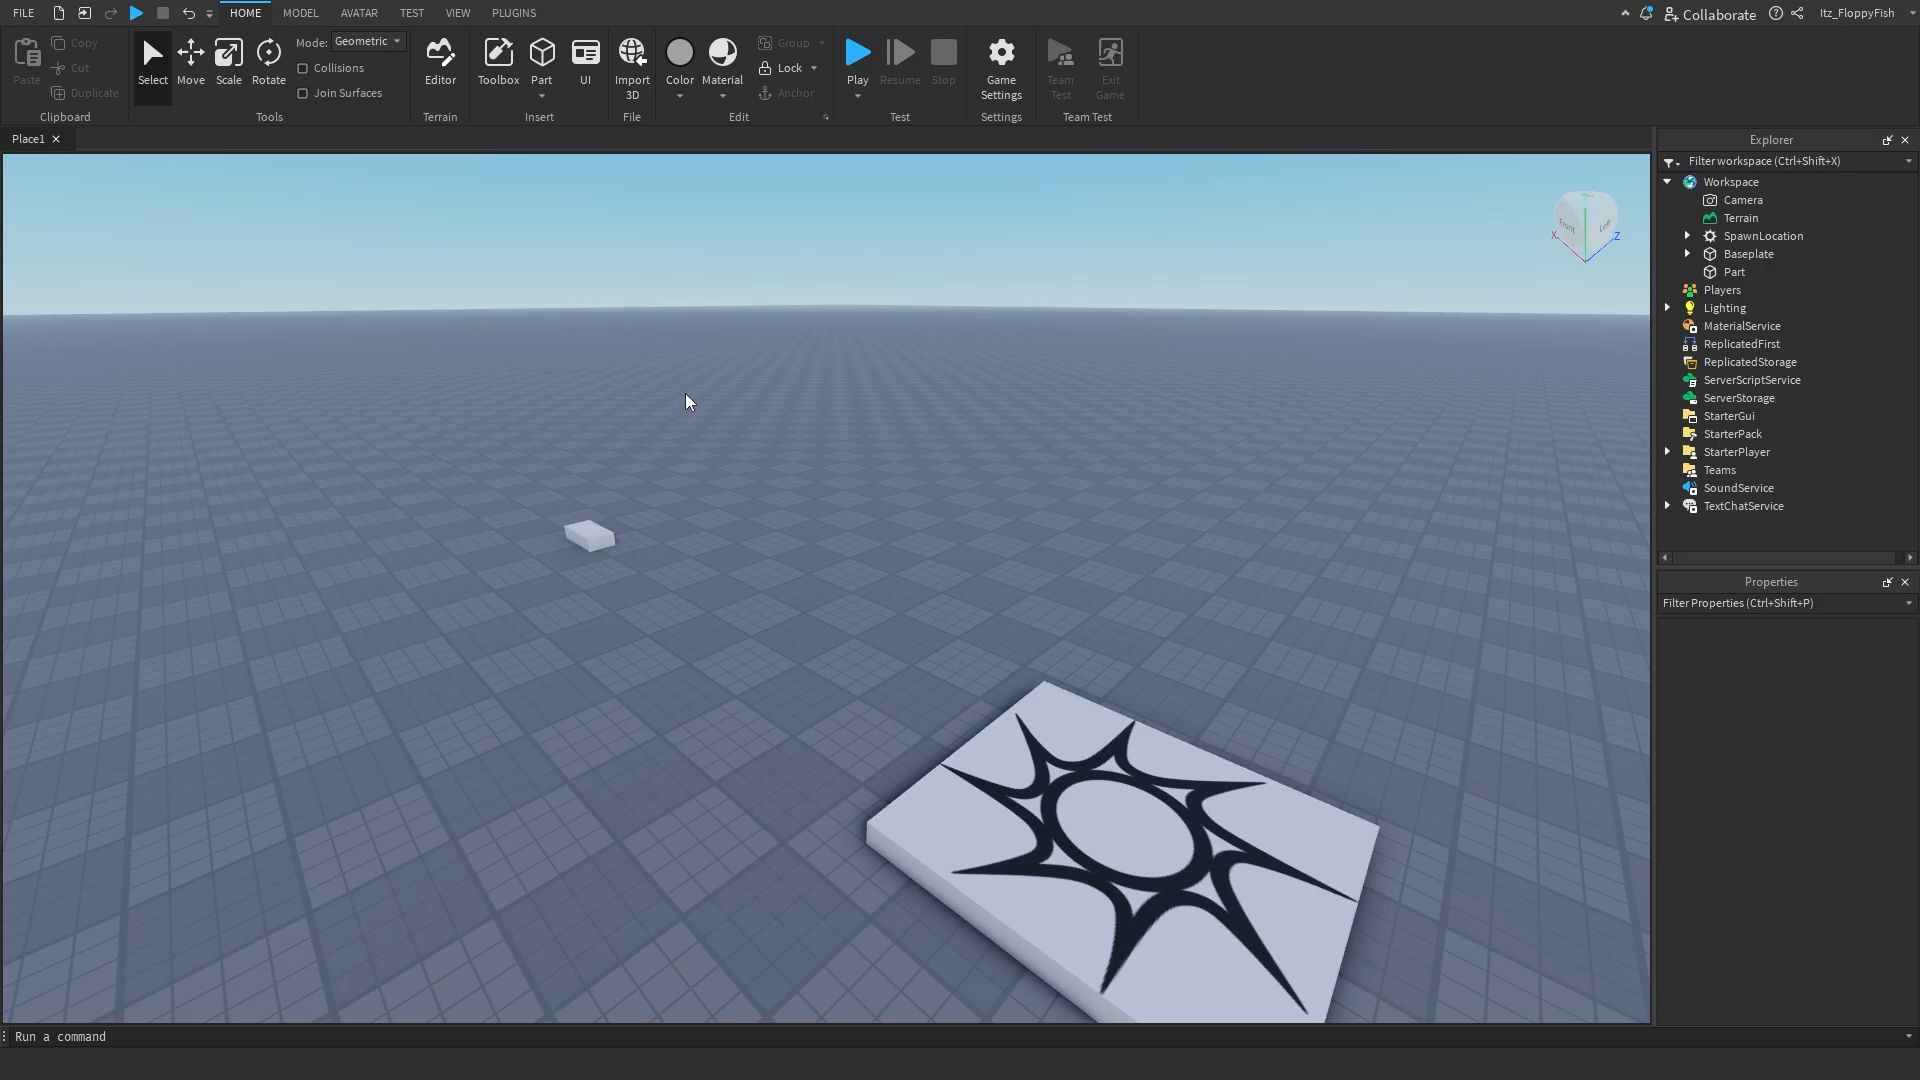 FILE HOME MODEL AVATAR TEST VIEW PLUGINS Collaborate Itz_FloppyFish
Paste Copy Cut Duplicate
Clipboard
Select Move Scale Rotate
Mode: Geometric
Collisions
Join Surfaces
Tools
Editor
Terrain
Toolbox Part UI
Insert
Import 3D
File
Color Material
Group
Lock
Anchor
Edit
Play Resume Stop
Test
Game Settings
Settings
Team Test
Exit Game
Team Test
Place1
Front Left
X Y Z
Explorer
Filter workspace (Ctrl+Shift+X)
Workspace
Camera
Terrain
SpawnLocation
Baseplate
Part
Players
Lighting
MaterialService
ReplicatedFirst
ReplicatedStorage
ServerScriptService
ServerStorage
StarterGui
StarterPack
StarterPlayer
Teams
SoundService
TextChatService
Properties
Filter Properties (Ctrl+Shift+P)
Run a command